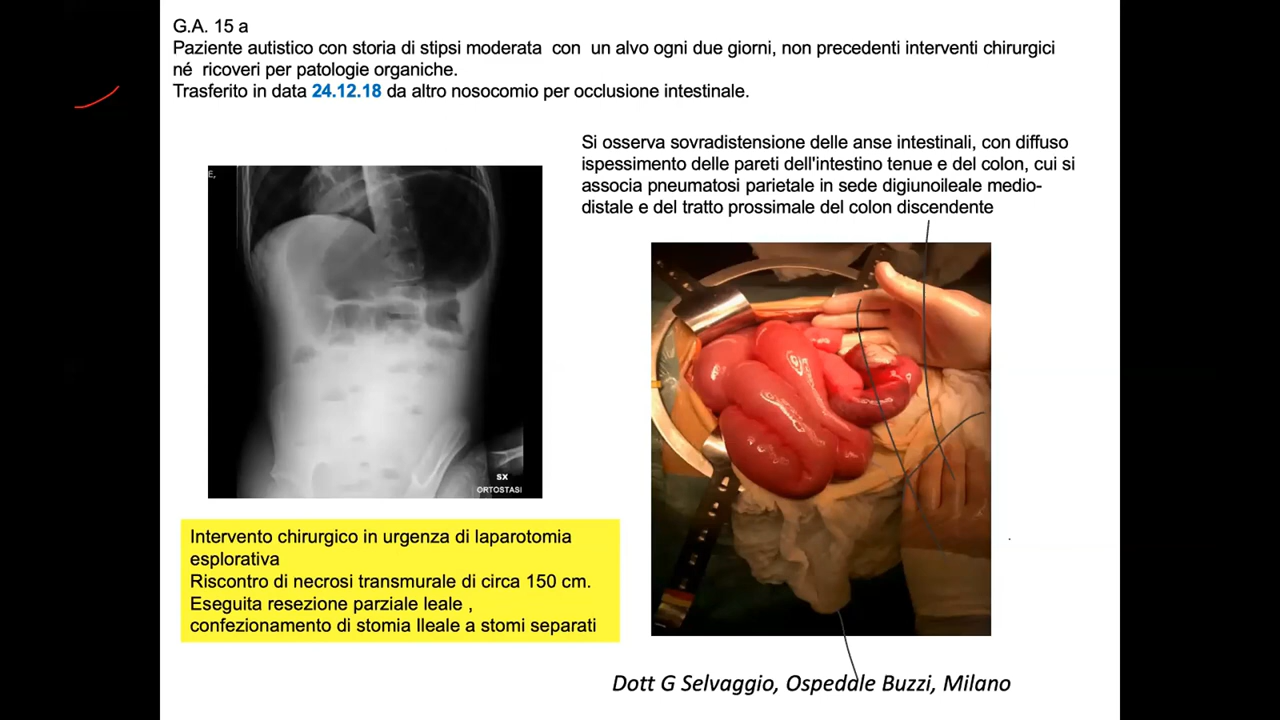 G.A. 15 a
Paziente autistico con storia di stipsi moderata con un alvo ogni due giorni, non precedenti interventi chirurgici
né ricoveri per patologie organiche.
Trasferito in data 24.12.18 da altro nosocomio per occlusione intestinale.
Si osserva sovradistensione delle anse intestinali, con diffuso
ispessimento delle pareti dell'intestino tenue e del colon, cui si
associa pneumatosi parietale in sede digiunoileale medio-
distale e del tratto prossimale del colon discendente
E,
SX
ORTOSTASI
Intervento chirurgico in urgenza di laparotomia
esplorativa
Riscontro di necrosi transmurale di circa 150 cm.
Eseguita resezione parziale leale ,
confezionamento di stomia Ileale a stomi separati
Dott G Selvaggio, Ospedale Buzzi, Milano